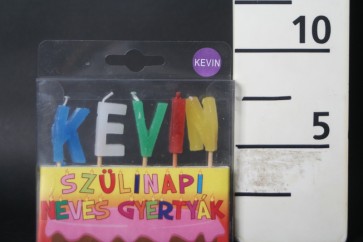 KEVIN
KEVIN
SZÜLINAPI
NEVES GYERTYÁK
10
5